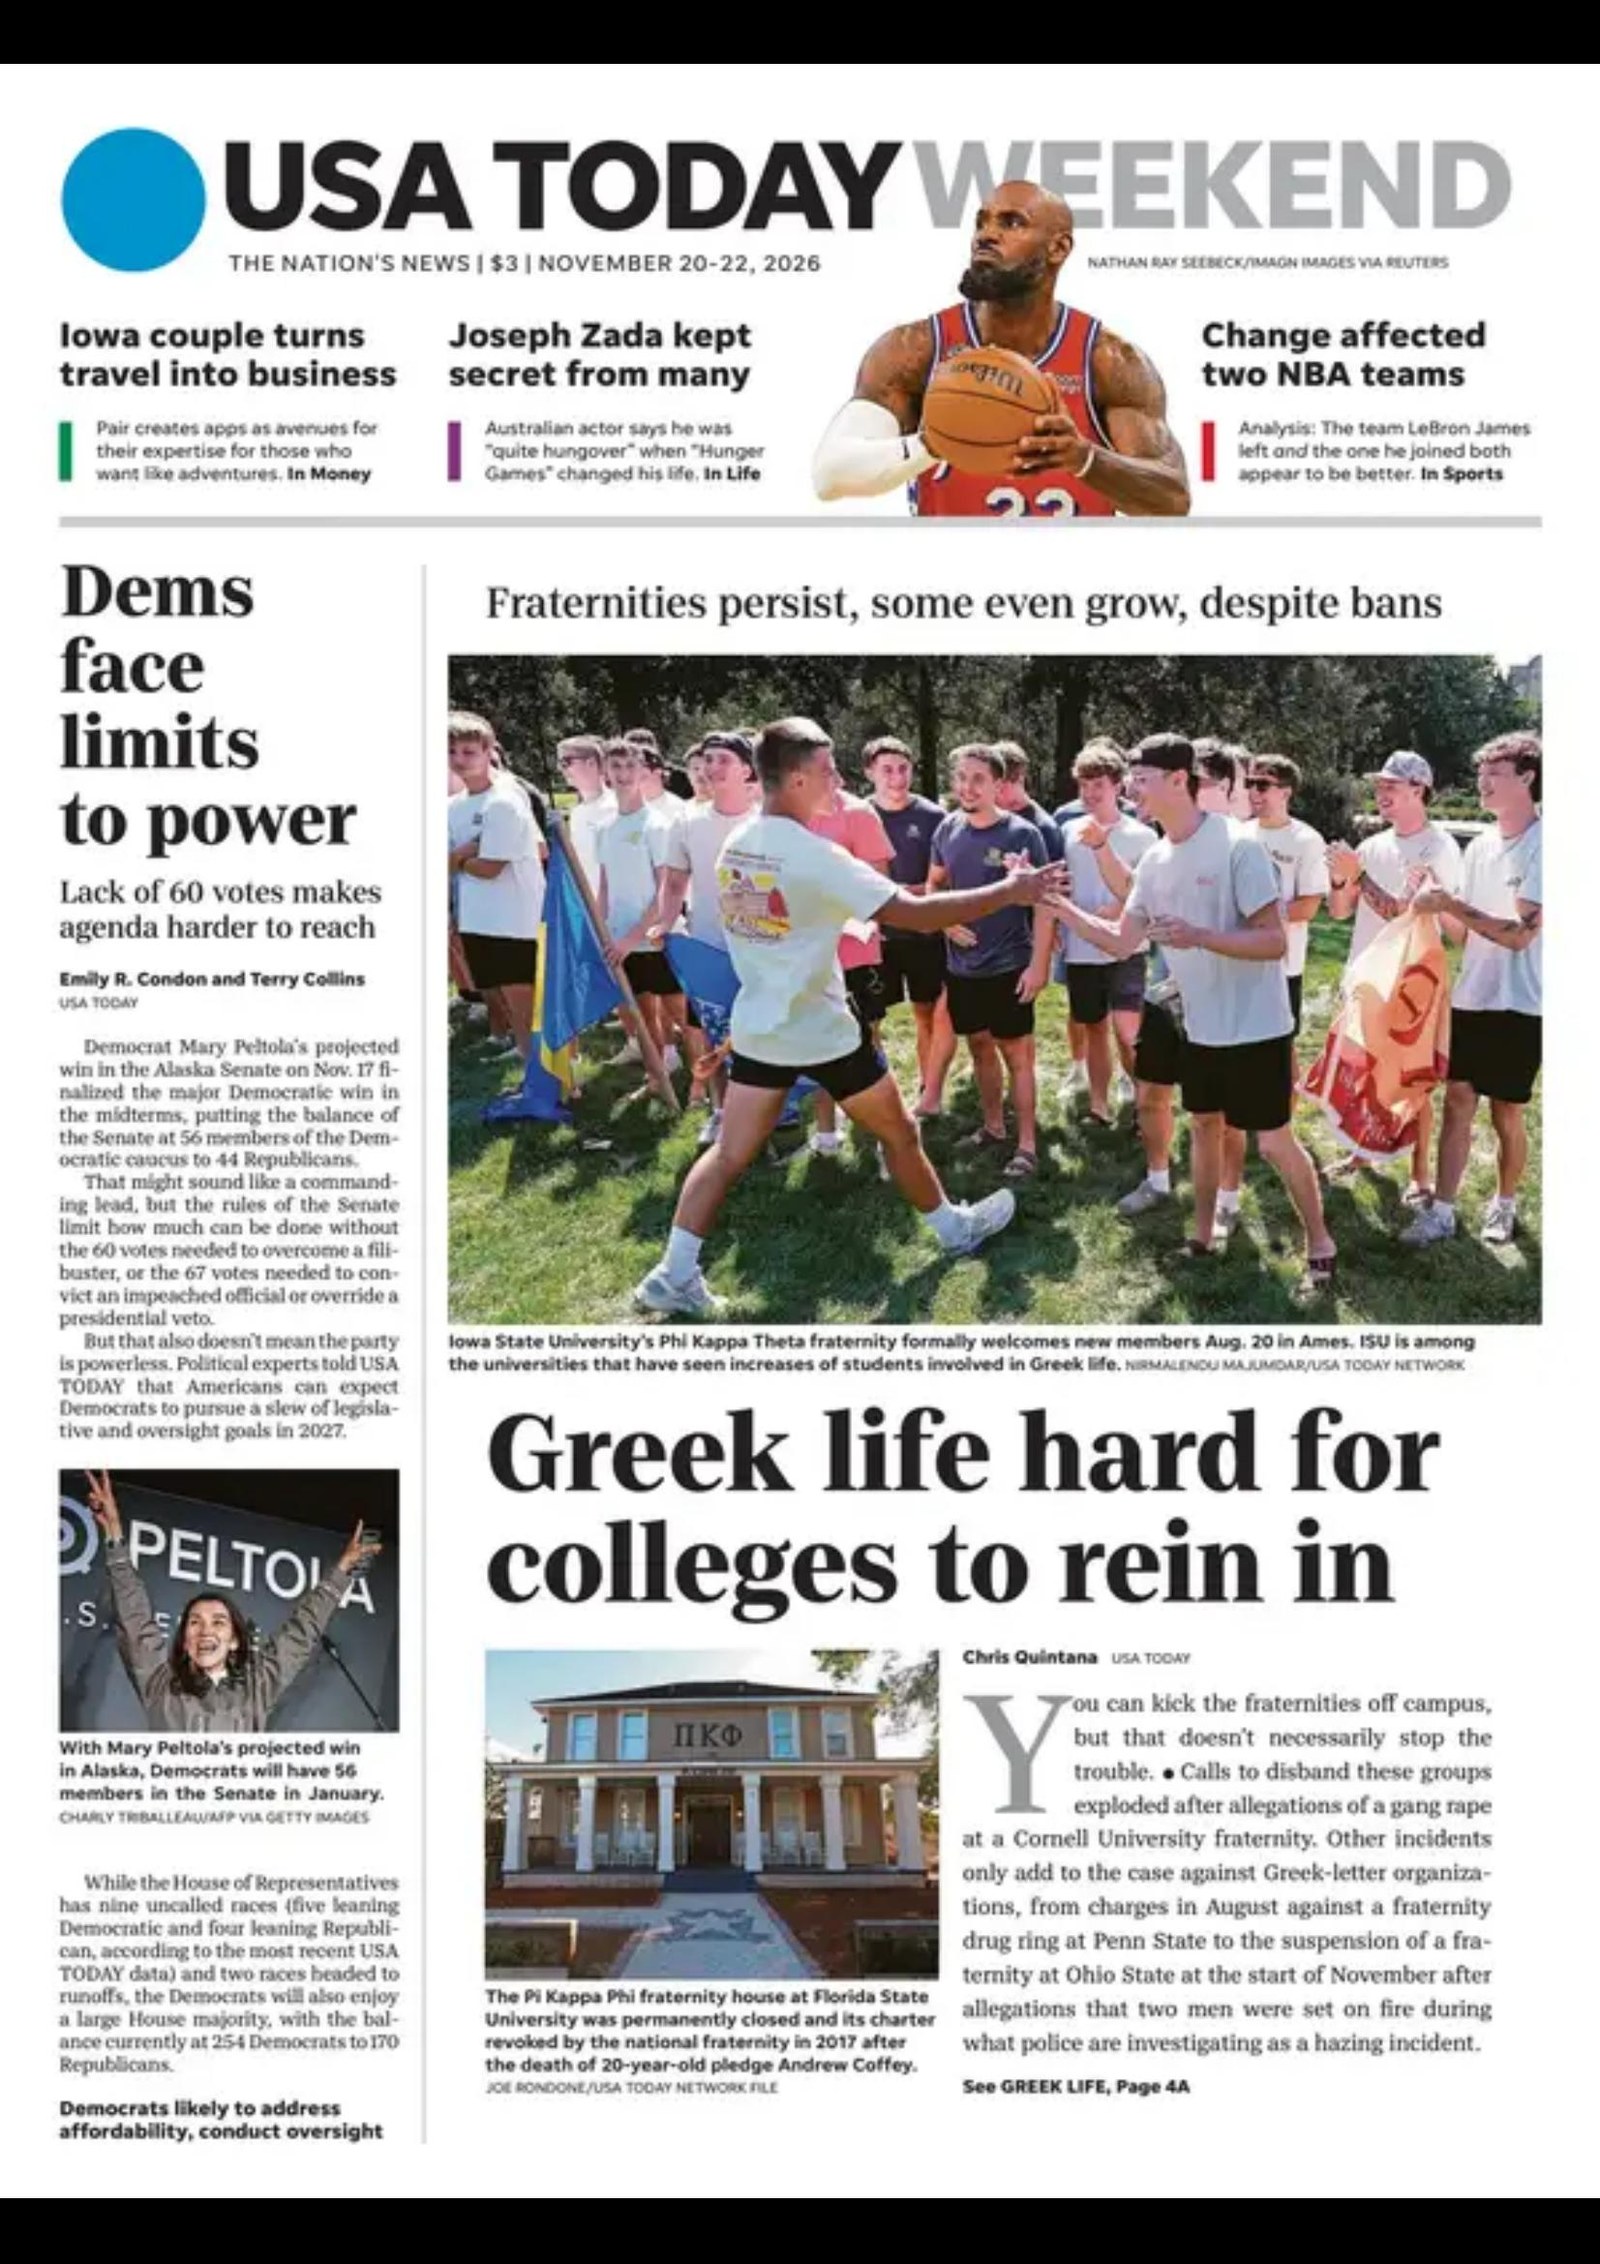 USA TODAY WEEKEND
THE NATION'S NEWS | $3 | NOVEMBER 20-22, 2026
NATHAN RAY SEEBECK/IMAGN IMAGES VIA REUTERS
Iowa couple turns
travel into business
Pair creates apps as avenues for
their expertise for those who
want like adventures. In Money
Joseph Zada kept
secret from many
Australian actor says he was
"quite hungover" when "Hunger
Games" changed his life. In Life
Wilson
23
Change affected
two NBA teams
Analysis: The team LeBron James
left and the one he joined both
appear to be better. In Sports
Dems
face
limits
to power
Lack of 60 votes makes
agenda harder to reach
Emily R. Condon and Terry Collins
USA TODAY
Democrat Mary Peltola's projected
win in the Alaska Senate on Nov. 17 fi-
nalized the major Democratic win in
the midterms, putting the balance of
the Senate at 56 members of the Dem-
ocratic caucus to 44 Republicans.
That might sound like a command-
ing lead, but the rules of the Senate
limit how much can be done without
the 60 votes needed to overcome a fili-
buster, or the 67 votes needed to con-
vict an impeached official or override a
presidential veto.
But that also doesn't mean the party
is powerless. Political experts told USA
TODAY that Americans can expect
Democrats to pursue a slew of legisla-
tive and oversight goals in 2027.
PELTOLA
.S. SE
With Mary Peltola's projected win
in Alaska, Democrats will have 56
members in the Senate in January.
CHARLY TRIBALLEAU/AFP VIA GETTY IMAGES
While the House of Representatives
has nine uncalled races (five leaning
Democratic and four leaning Republi-
can, according to the most recent USA
TODAY data) and two races headed to
runoffs, the Democrats will also enjoy
a large House majority, with the bal-
ance currently at 254 Democrats to 170
Republicans.
Democrats likely to address
affordability, conduct oversight
Fraternities persist, some even grow, despite bans
Iowa State University's Phi Kappa Theta fraternity formally welcomes new members Aug. 20 in Ames. ISU is among
the universities that have seen increases of students involved in Greek life. NIRMALENDU MAJUMDAR/USA TODAY NETWORK
Greek life hard for
colleges to rein in
ΠΚΦ
The Pi Kappa Phi fraternity house at Florida State
University was permanently closed and its charter
revoked by the national fraternity in 2017 after
the death of 20-year-old pledge Andrew Coffey.
JOE RONDONE/USA TODAY NETWORK FILE
Chris Quintana USA TODAY
You can kick the fraternities off campus,
but that doesn't necessarily stop the
trouble. ● Calls to disband these groups
exploded after allegations of a gang rape
at a Cornell University fraternity. Other incidents
only add to the case against Greek-letter organiza-
tions, from charges in August against a fraternity
drug ring at Penn State to the suspension of a fra-
ternity at Ohio State at the start of November after
allegations that two men were set on fire during
what police are investigating as a hazing incident.
See GREEK LIFE, Page 4A